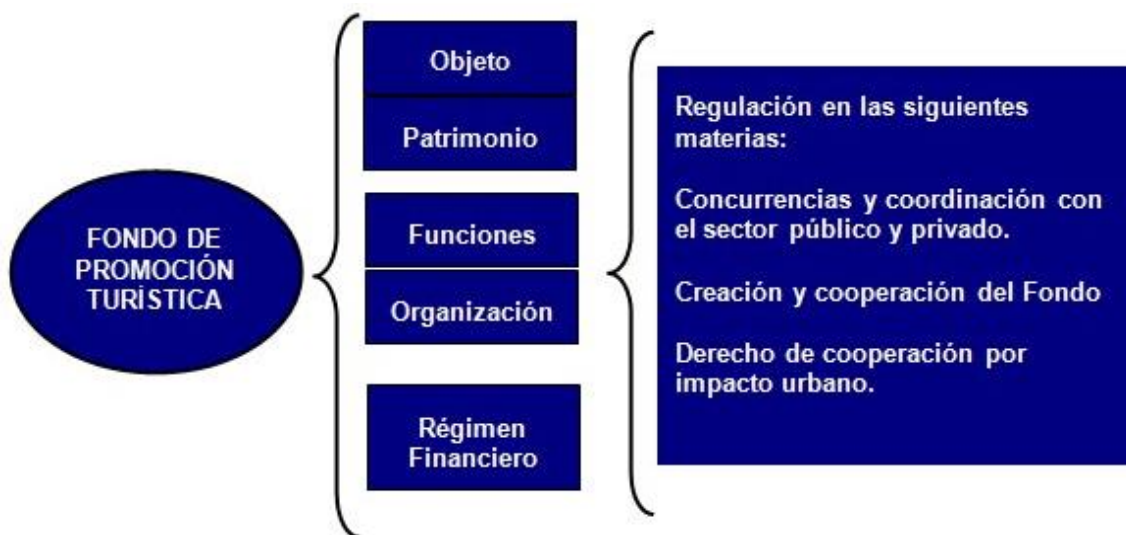 FONDO DE
PROMOCIÓN
TURÍSTICA
Objeto
Patrimonio
Funciones
Organización
Régimen
Financiero
Regulación en las siguientes
materias:
Concurrencias y coordinación con
el sector público y privado.
Creación y cooperación del Fondo
Derecho de cooperación por
impacto urbano.